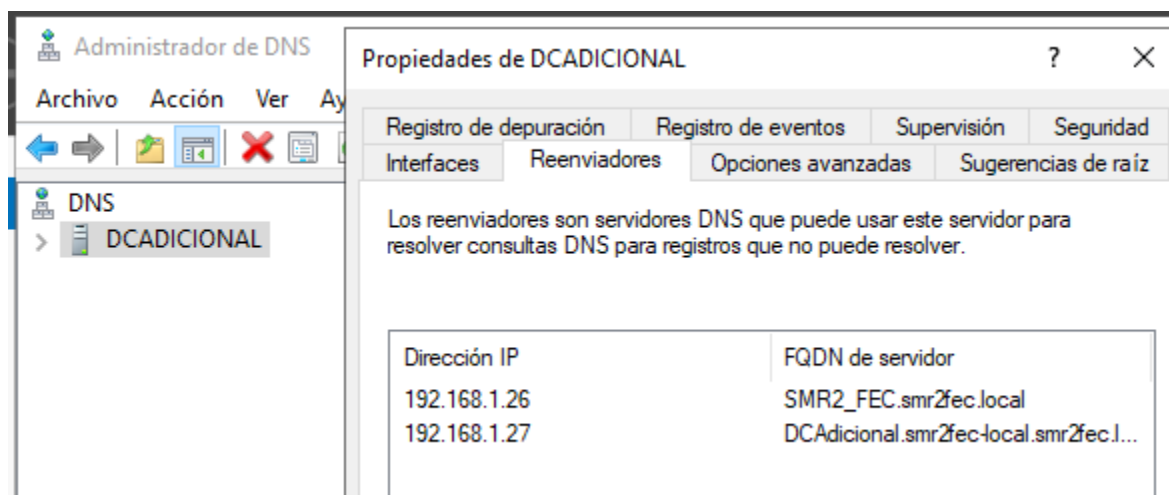 Administrador de DNS
Archivo Acción Ver Ay
DNS
DCADICIONAL
Propiedades de DCADICIONAL ?
Registro de depuración Registro de eventos Supervisión Seguridad
Interfaces Reenviadores Opciones avanzadas Sugerencias de raíz
Los reenviadores son servidores DNS que puede usar este servidor para
resolver consultas DNS para registros que no puede resolver.
Dirección IP FQDN de servidor
192.168.1.26 SMR2_FEC.smr2fec.local
192.168.1.27 DCAdicional.smr2fec-local.smr2fec.l...